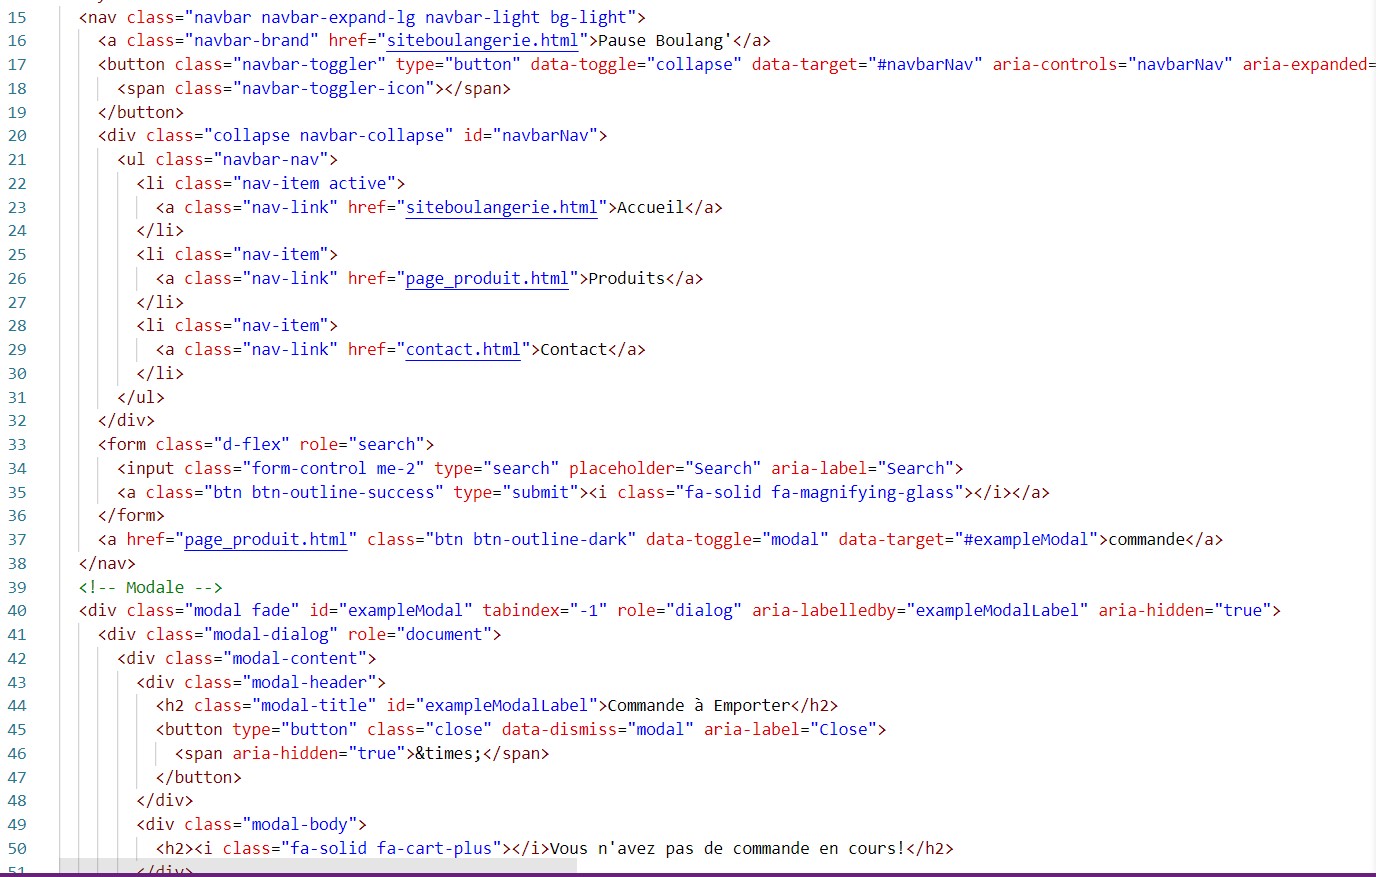 15 <nav class="navbar navbar-expand-lg navbar-light bg-light">
16 <a class="navbar-brand" href="siteboulangerie.html">Pause Boulang'</a>
17 <button class="navbar-toggler" type="button" data-toggle="collapse" data-target="#navbarNav" aria-controls="navbarNav" aria-expanded=
18 <span class="navbar-toggler-icon"></span>
19 </button>
20 <div class="collapse navbar-collapse" id="navbarNav">
21 <ul class="navbar-nav">
22 <li class="nav-item active">
23 <a class="nav-link" href="siteboulangerie.html">Accueil</a>
24 </li>
25 <li class="nav-item">
26 <a class="nav-link" href="page_produit.html">Produits</a>
27 </li>
28 <li class="nav-item">
29 <a class="nav-link" href="contact.html">Contact</a>
30 </li>
31 </ul>
32 </div>
33 <form class="d-flex" role="search">
34 <input class="form-control me-2" type="search" placeholder="Search" aria-label="Search">
35 <a class="btn btn-outline-success" type="submit"><i class="fa-solid fa-magnifying-glass"></i></a>
36 </form>
37 <a href="page_produit.html" class="btn btn-outline-dark" data-toggle="modal" data-target="#exampleModal">commande</a>
38 </nav>
39 <!-- Modale -->
40 <div class="modal fade" id="exampleModal" tabindex="-1" role="dialog" aria-labelledby="exampleModalLabel" aria-hidden="true">
41 <div class="modal-dialog" role="document">
42 <div class="modal-content">
43 <div class="modal-header">
44 <h2 class="modal-title" id="exampleModalLabel">Commande à Emporter</h2>
45 <button type="button" class="close" data-dismiss="modal" aria-label="Close">
46 <span aria-hidden="true">&times;</span>
47 </button>
48 </div>
49 <div class="modal-body">
50 <h2><i class="fa-solid fa-cart-plus"></i>Vous n'avez pas de commande en cours!</h2>
51 </div>